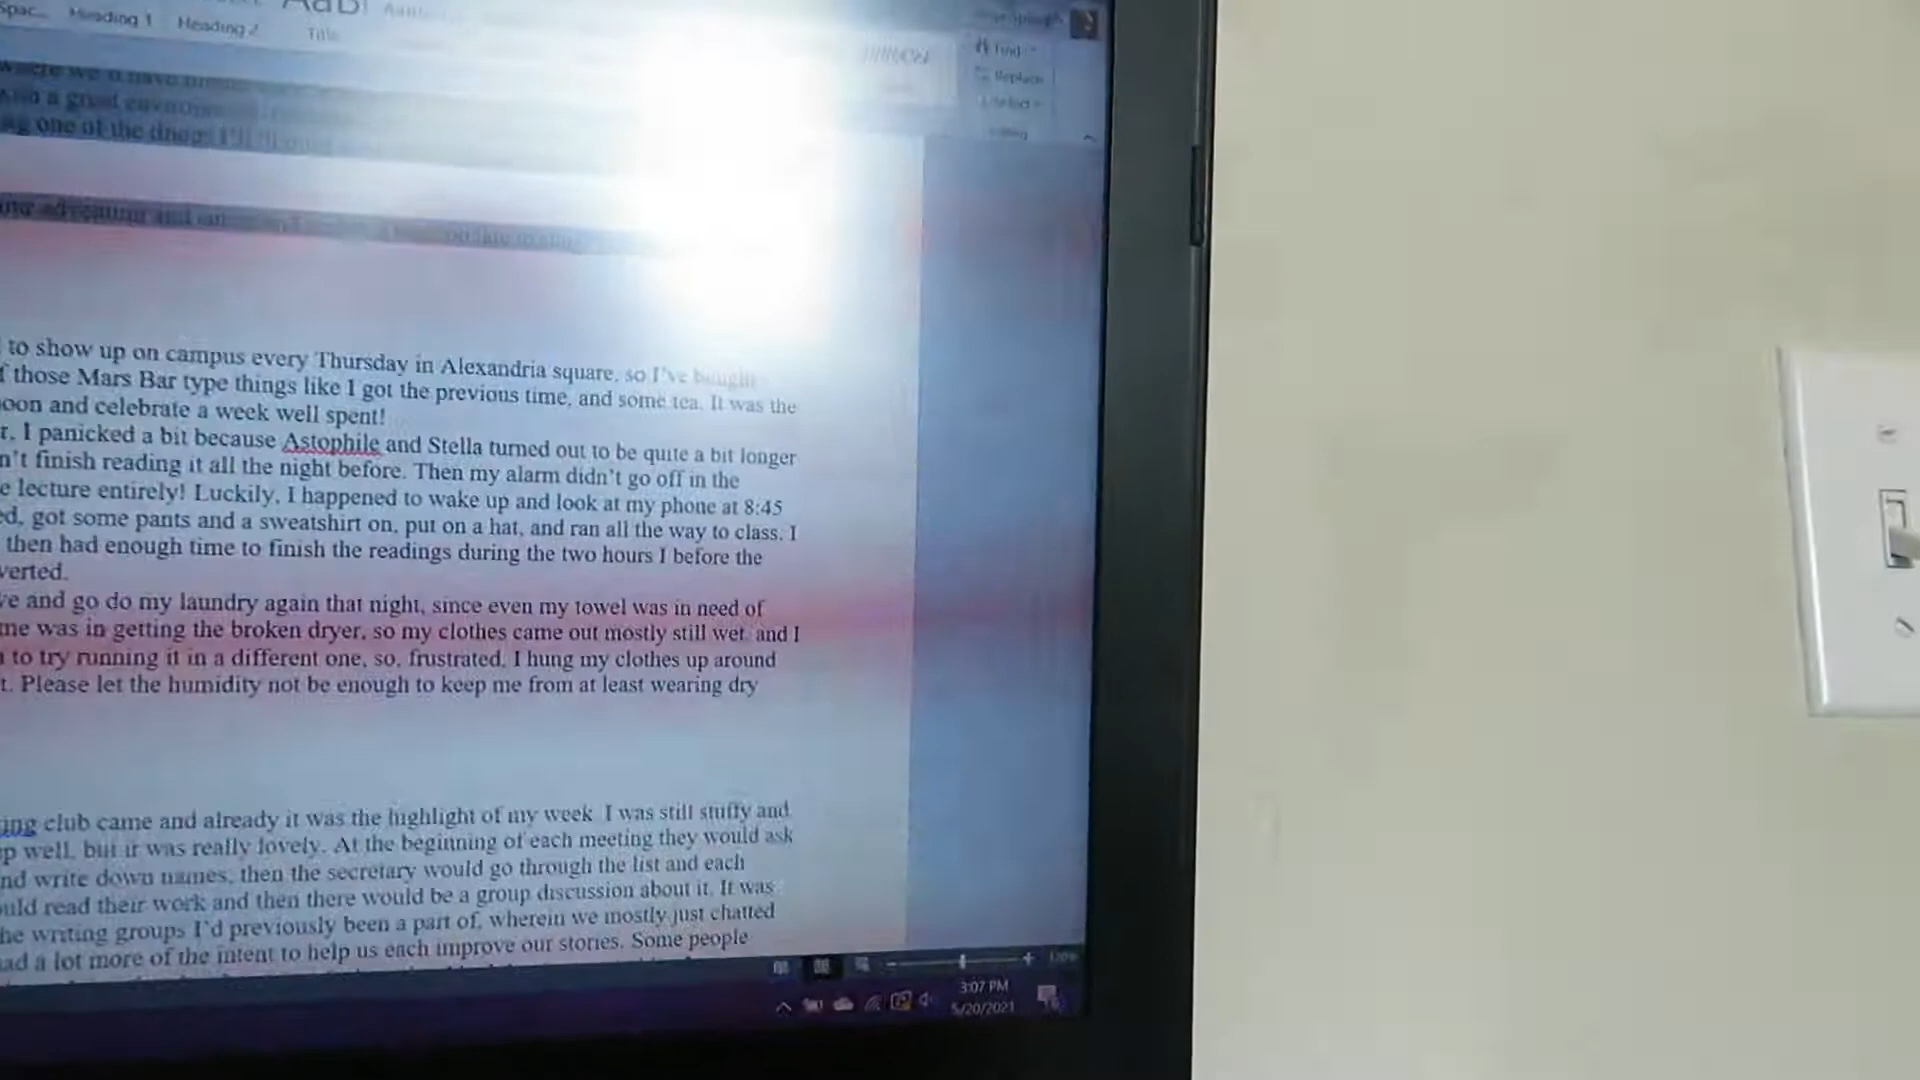 Heading 1 Heading 2 Title
Find
Replace
Select
Editing
a great
one of the things I'll
to show up on campus every Thursday in Alexandria square, so I've bought
f those Mars Bar type things like I got the previous time, and some tea. It was the
oon and celebrate a week well spent!
r, I panicked a bit because Astophile and Stella turned out to be quite a bit longer
n't finish reading it all the night before. Then my alarm didn't go off in the
e lecture entirely! Luckily, I happened to wake up and look at my phone at 8:45
ed, got some pants and a sweatshirt on, put on a hat, and ran all the way to class. I
then had enough time to finish the readings during the two hours I before the
verted.
ve and go do my laundry again that night, since even my towel was in need of
me was in getting the broken dryer, so my clothes came out mostly still wet, and I
to try running it in a different one, so, frustrated, I hung my clothes up around
t. Please let the humidity not be enough to keep me from at least wearing dry
ing club came and already it was the highlight of my week. I was still stuffy and
p well, but it was really lovely. At the beginning of each meeting they would ask
nd write down names, then the secretary would go through the list and each
uld read their work and then there would be a group discussion about it. It was
he writing groups I'd previously been a part of, wherein we mostly just chatted
ad a lot more of the intent to help us each improve our stories. Some people
120%
3:07 PM
5/20/2021